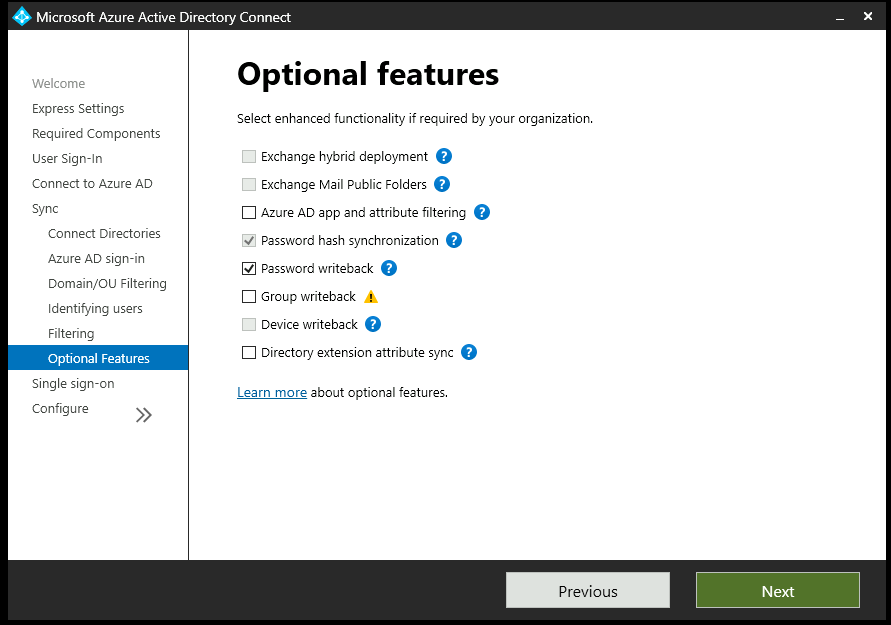 Microsoft Azure Active Directory Connect
Welcome
Express Settings
Required Components
User Sign-In
Connect to Azure AD
Sync
Connect Directories
Azure AD sign-in
Domain/OU Filtering
Identifying users
Filtering
Optional Features
Single sign-on
Configure
Optional features
Select enhanced functionality if required by your organization.
Exchange hybrid deployment ?
Exchange Mail Public Folders ?
Azure AD app and attribute filtering ?
Password hash synchronization ?
Password writeback ?
Group writeback
Device writeback ?
Directory extension attribute sync ?
Learn more about optional features.
Previous
Next